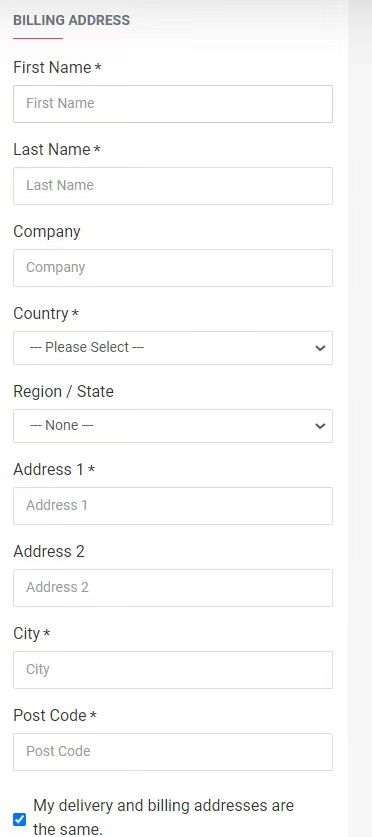 BILLING ADDRESS
First Name *
First Name
Last Name *
Last Name
Company
Company
Country *
--- Please Select ---
Region / State
--- None ---
Address 1 *
Address 1
Address 2
Address 2
City *
City
Post Code *
Post Code
My delivery and billing addresses are
the same.